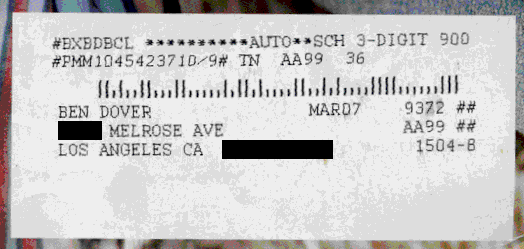 #BXBDBCL **********AUTO**SCH 3-DIGIT 900
#PMM1045423710/9# TN AA99 36
BEN DOVER MAR07 9372 ##
MELROSE AVE AA99 ##
LOS ANGELES CA 1504-B